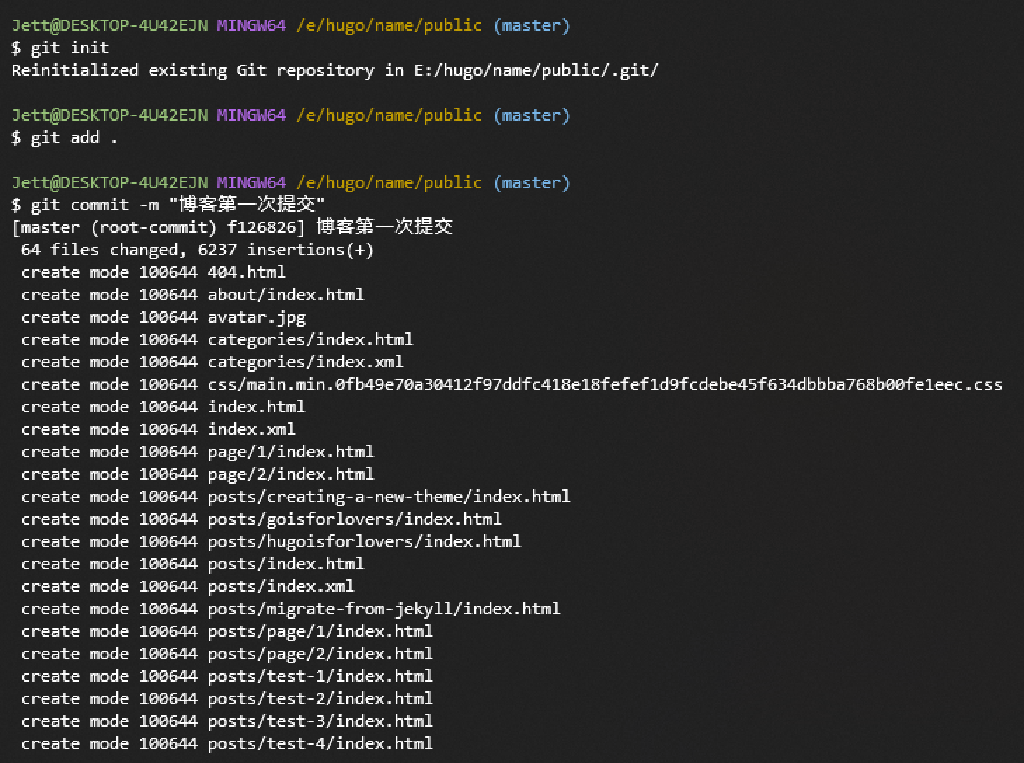 Jett@DESKTOP-4U42EJN MINGW64 /e/hugo/name/public (master)
$ git init
Reinitialized existing Git repository in E:/hugo/name/public/.git/
Jett@DESKTOP-4U42EJN MINGW64 /e/hugo/name/public (master)
$ git add .
Jett@DESKTOP-4U42EJN MINGW64 /e/hugo/name/public (master)
$ git commit -m "博客第一次提交"
[master (root-commit) f126826] 博客第一次提交
64 files changed, 6237 insertions(+)
create mode 100644 404.html
create mode 100644 about/index.html
create mode 100644 avatar.jpg
create mode 100644 categories/index.html
create mode 100644 categories/index.xml
create mode 100644 css/main.min.0fb49e70a30412f97ddfc418e18fefef1d9fcdebe45f634dbbba768b00fe1eec.css
create mode 100644 index.html
create mode 100644 index.xml
create mode 100644 page/1/index.html
create mode 100644 page/2/index.html
create mode 100644 posts/creating-a-new-theme/index.html
create mode 100644 posts/goisforlovers/index.html
create mode 100644 posts/hugoisforlovers/index.html
create mode 100644 posts/index.html
create mode 100644 posts/index.xml
create mode 100644 posts/migrate-from-jekyll/index.html
create mode 100644 posts/page/1/index.html
create mode 100644 posts/page/2/index.html
create mode 100644 posts/test-1/index.html
create mode 100644 posts/test-2/index.html
create mode 100644 posts/test-3/index.html
create mode 100644 posts/test-4/index.html